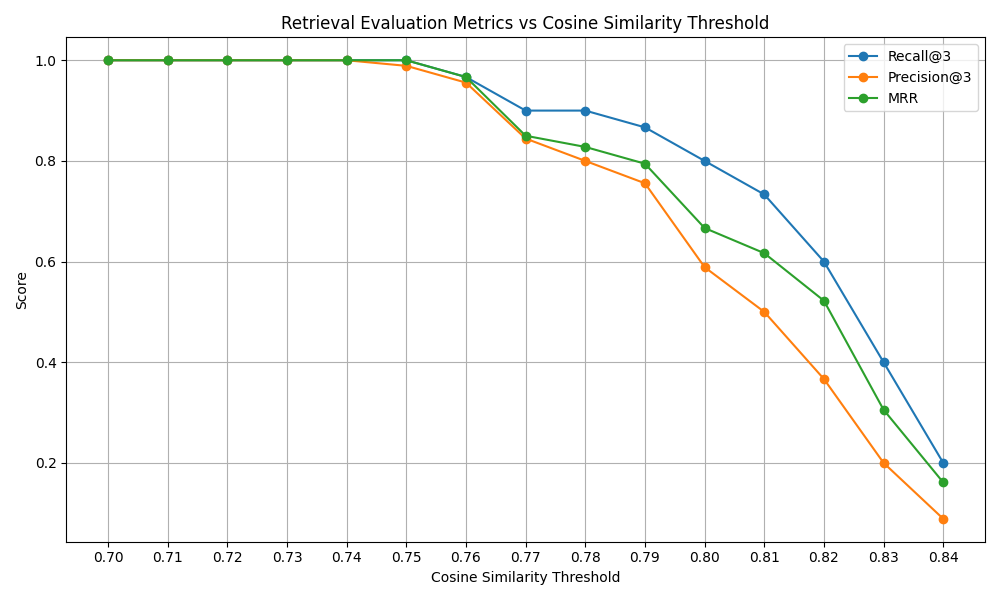 Retrieval Evaluation Metrics vs Cosine Similarity Threshold
Recall@3
Precision@3
MRR
Score
1.0
0.8
0.6
0.4
0.2
0.70 0.71 0.72 0.73 0.74 0.75 0.76 0.77 0.78 0.79 0.80 0.81 0.82 0.83 0.84
Cosine Similarity Threshold